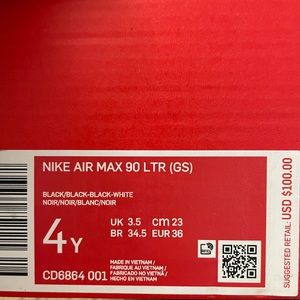 NIKE AIR MAX 90 LTR (GS)
BLACK/BLACK-BLACK-WHITE
NOIR/NOIR/BLANC/NOIR
4Y
UK 3.5 cm 23
BR 34.5 EUR 36
CD6864 001
MADE IN VIETNAM /
FABRIQUE AU VIETNAM /
FABRICADO NO VIETNÃ /
HECHO EN VIETNAM
SUGGESTED RETAIL: USD $100.00